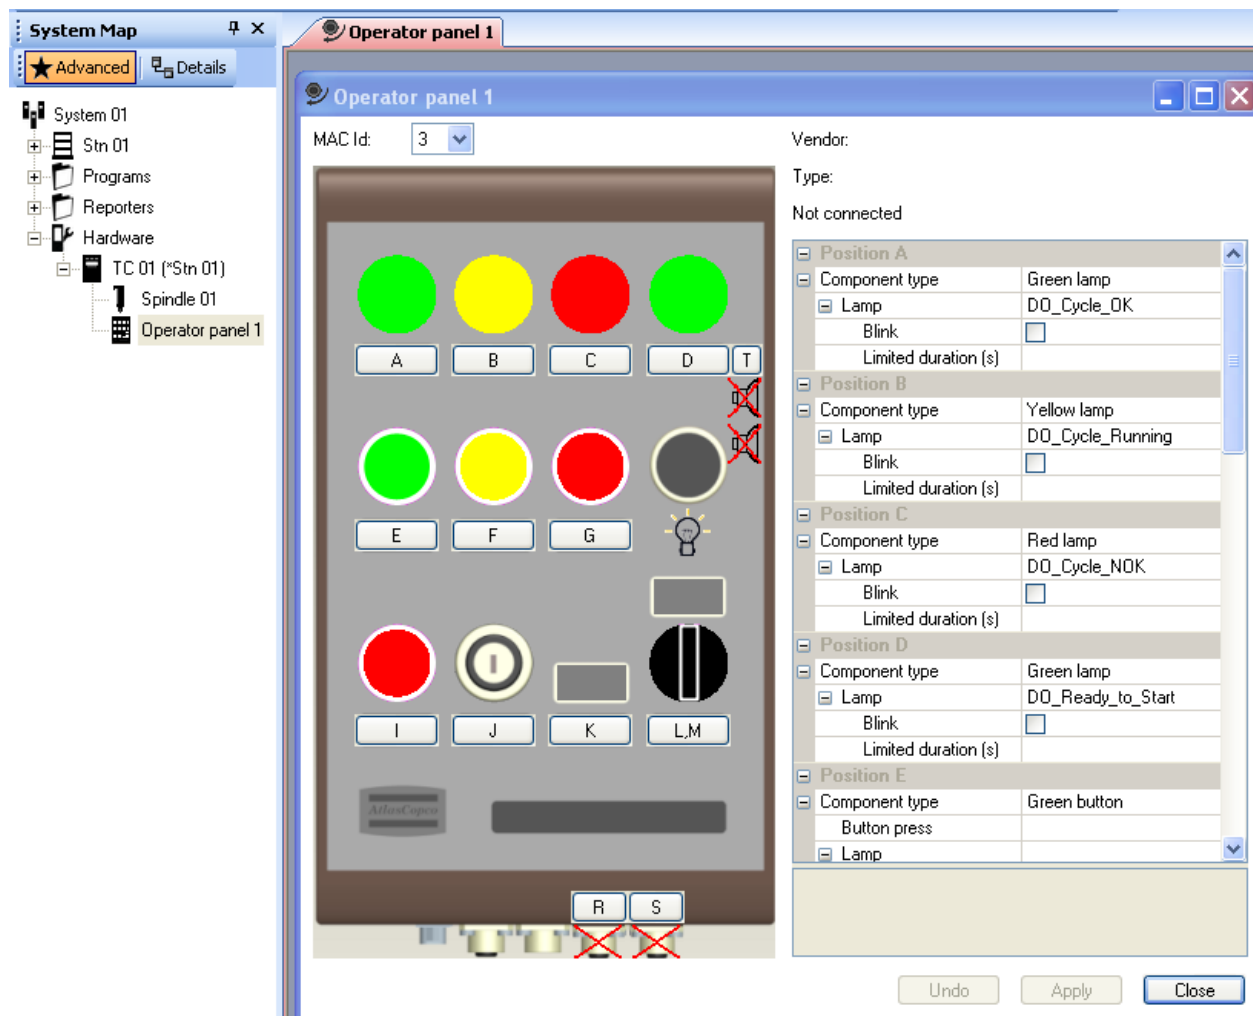 System Map
Operator panel 1
Advanced
Details
System 01
Stn 01
Programs
Reporters
Hardware
TC 01 (*Stn 01)
Spindle 01
Operator panel 1
Operator panel 1
MAC Id:
3
A
B
C
D
T
E
F
G
I
J
K
L,M
AtlasCopco
R
S
Vendor:
Type:
Not connected
Position A
Component type Green lamp
Lamp DO_Cycle_OK
Blink
Limited duration (s)
Position B
Component type Yellow lamp
Lamp DO_Cycle_Running
Blink
Limited duration (s)
Position C
Component type Red lamp
Lamp DO_Cycle_NOK
Blink
Limited duration (s)
Position D
Component type Green lamp
Lamp DO_Ready_to_Start
Blink
Limited duration (s)
Position E
Component type Green button
Button press
Lamp
Undo
Apply
Close